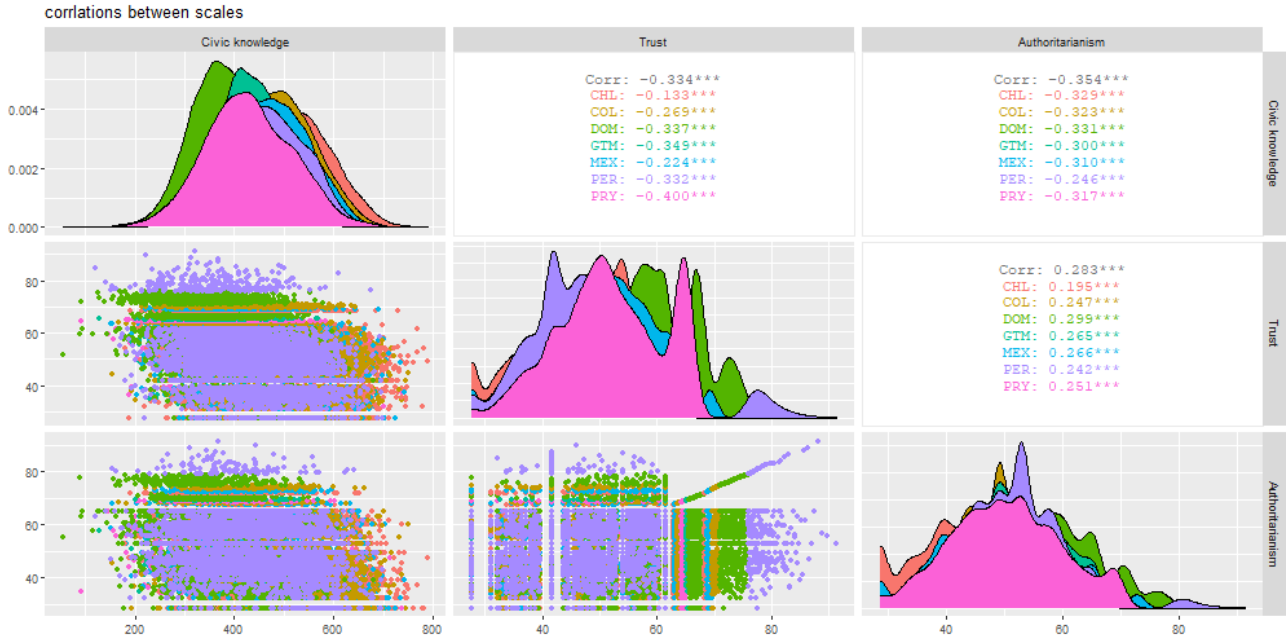 corrlations between scales
Civic knowledge
Trust
Authoritarianism
0.004
0.002
0.000
Corr: -0.334***
CHL: -0.133***
COL: -0.269***
DOM: -0.337***
GTM: -0.349***
MEX: -0.224***
PER: -0.332***
PRY: -0.400***
Corr: -0.354***
CHL: -0.329***
COL: -0.323***
DOM: -0.331***
GTM: -0.300***
MEX: -0.310***
PER: -0.246***
PRY: -0.317***
Civic knowledge
80
60
40
Corr: 0.283***
CHL: 0.195***
COL: 0.247***
DOM: 0.299***
GTM: 0.265***
MEX: 0.266***
PER: 0.242***
PRY: 0.251***
Trust
80
60
40
Authoritarianism
200 400 600 800
40 60 80
40 60 80